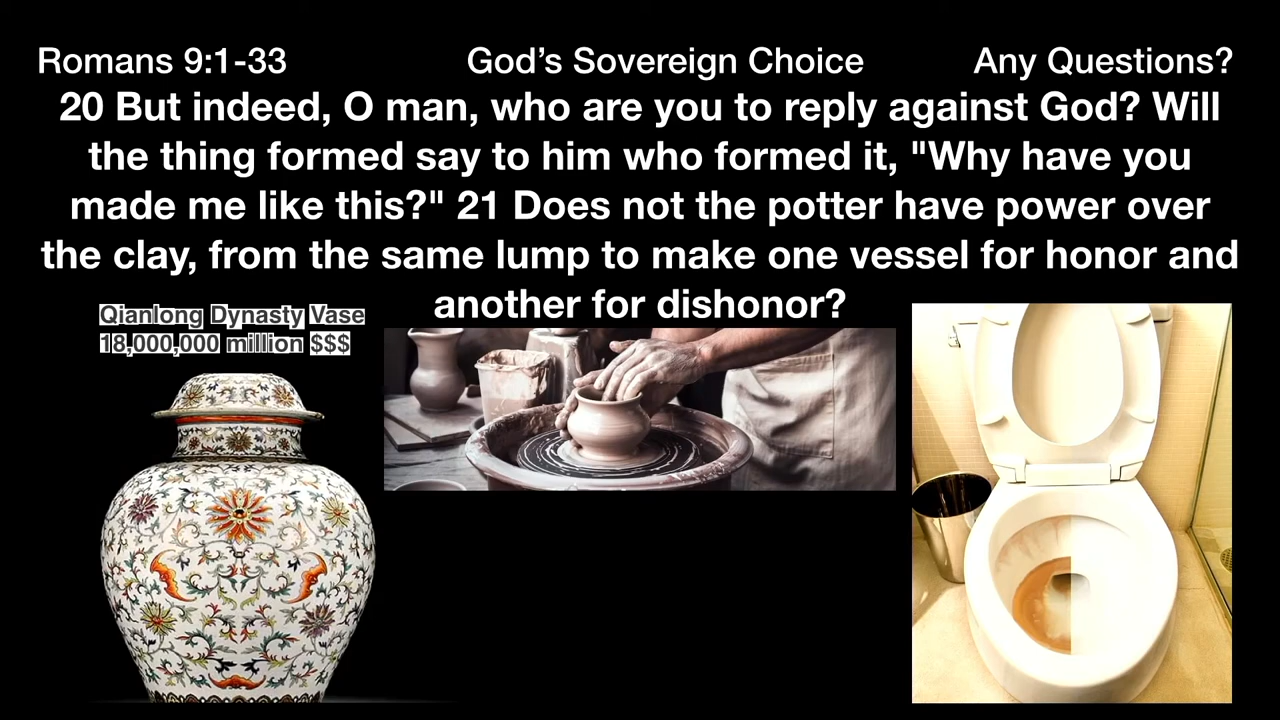 Romans 9:1-33 God’s Sovereign Choice Any Questions?
20 But indeed, O man, who are you to reply against God? Will
the thing formed say to him who formed it, "Why have you
made me like this?" 21 Does not the potter have power over
the clay, from the same lump to make one vessel for honor and
another for dishonor?
Qianlong Dynasty Vase
18,000,000 million $$$